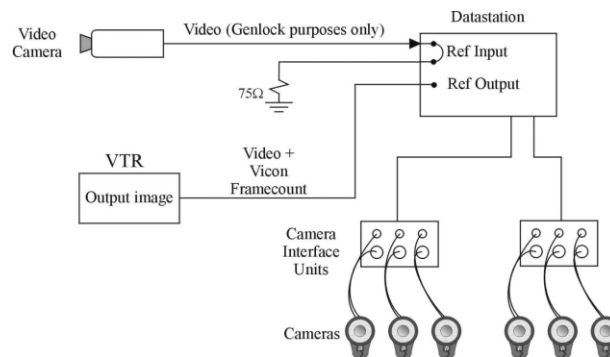 Datastation
Video
Camera
Video (Genlock purposes only)
Ref Input
75Ω
Ref Output
VTR
Output image
Video +
Vicon
Framecount
Camera
Interface
Units
Cameras